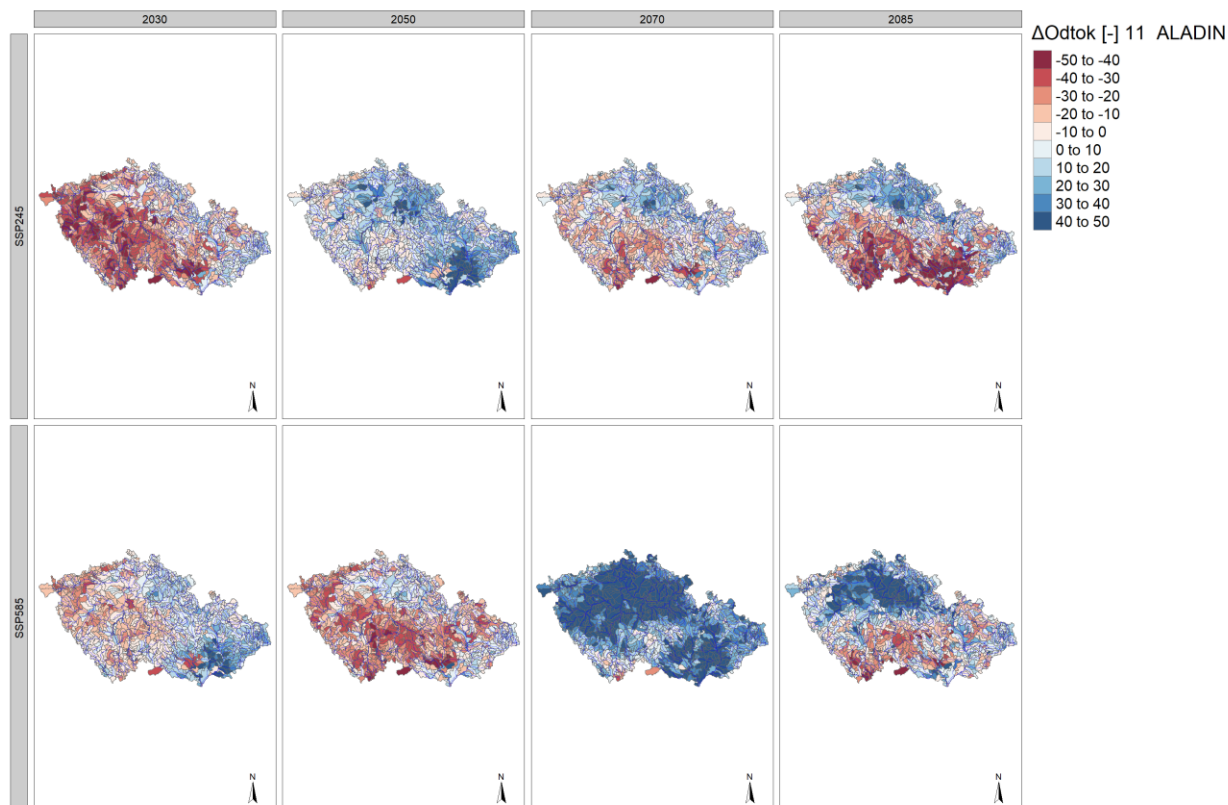 2030
2050
2070
2085
ΔOdtok [-] 11 ALADIN
-50 to -40
-40 to -30
-30 to -20
-20 to -10
-10 to 0
0 to 10
10 to 20
20 to 30
30 to 40
40 to 50
SSP245
N
N
N
N
SSP585
N
N
N
N